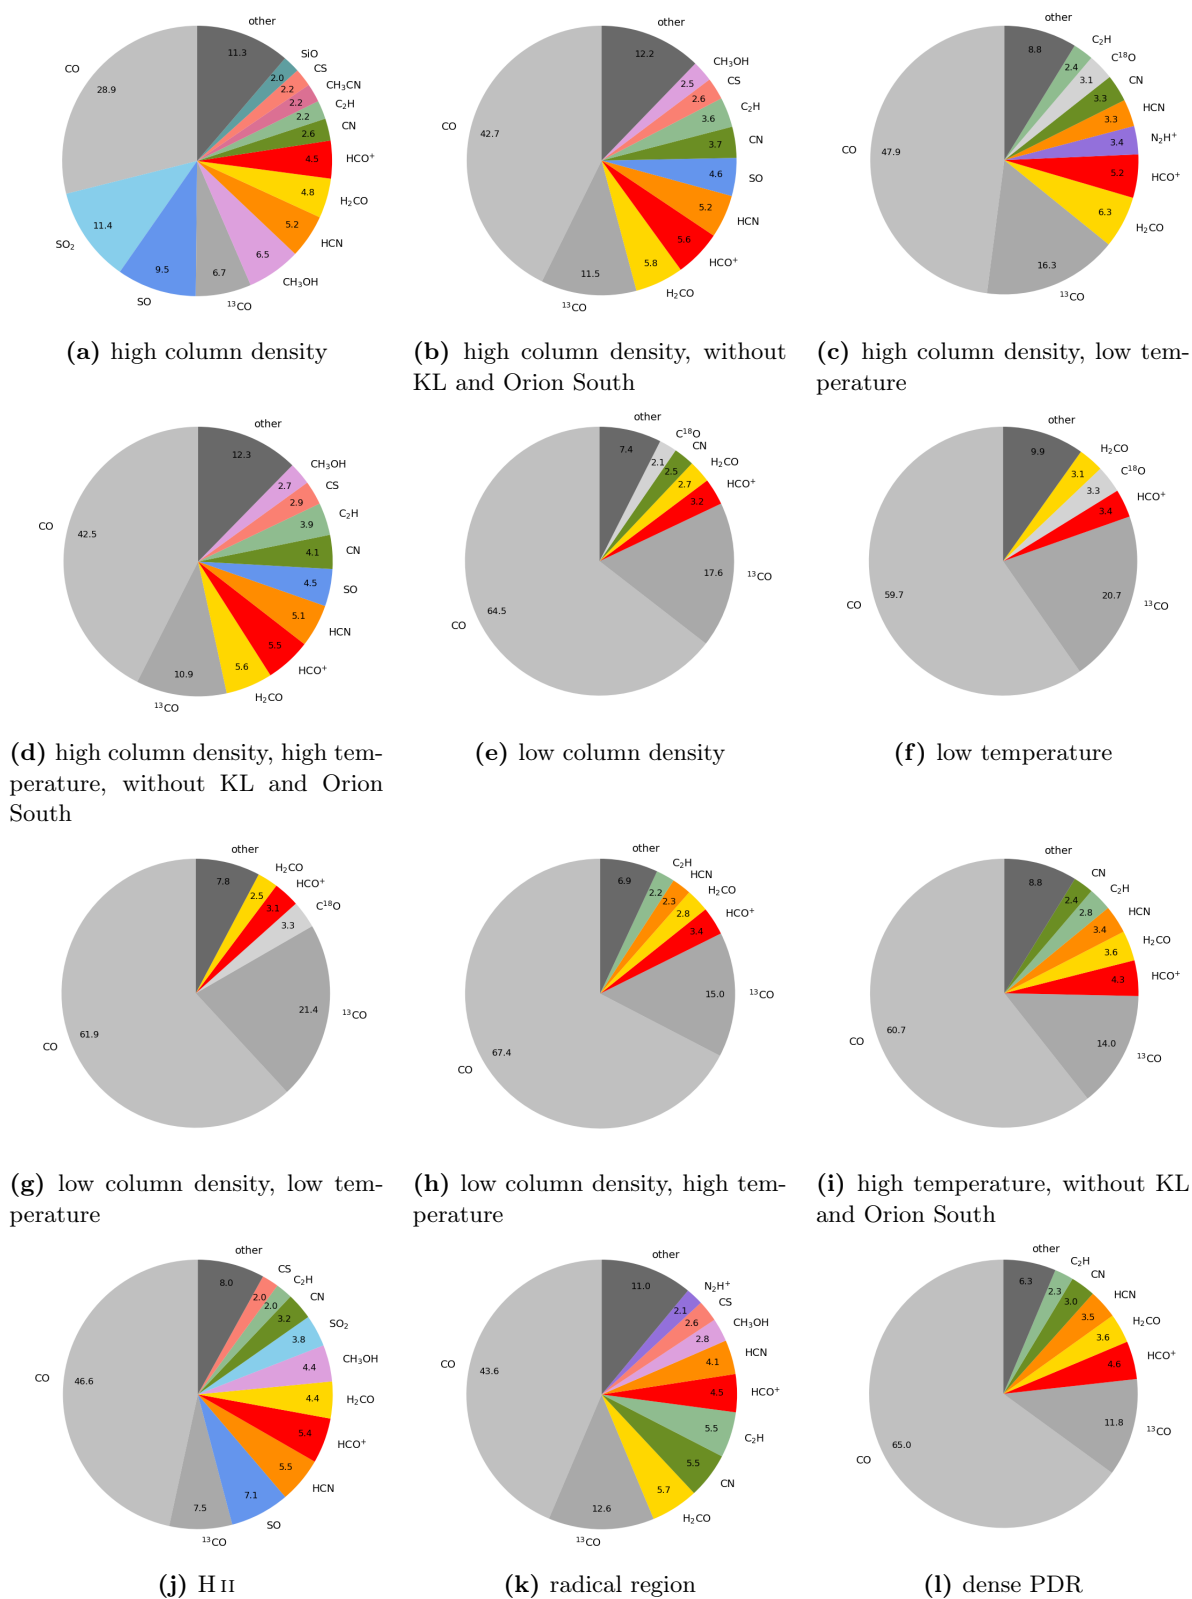 other
11.3
SiO
2.0
CS
2.2
CH₃CN
2.2
C₂H
2.2
CN
2.6
HCO⁺
4.5
H₂CO
4.8
HCN
5.2
CH₃OH
6.5
¹³CO
6.7
SO
9.5
SO₂
11.4
CO
28.9
(a) high column density
other
12.2
CH₃OH
2.5
CS
2.6
C₂H
3.6
CN
3.7
SO
4.6
HCN
5.2
HCO⁺
5.6
H₂CO
5.8
¹³CO
11.5
CO
42.7
(b) high column density, without
KL and Orion South
other
8.8
C₂H
2.4
C¹⁸O
3.1
CN
3.3
HCN
3.3
N₂H⁺
3.4
HCO⁺
5.2
H₂CO
6.3
¹³CO
16.3
CO
47.9
(c) high column density, low tem-
perature
other
12.3
CH₃OH
2.7
CS
2.9
C₂H
3.9
CN
4.1
SO
4.5
HCN
5.1
HCO⁺
5.5
H₂CO
5.6
¹³CO
10.9
CO
42.5
(d) high column density, high tem-
perature, without KL and Orion
South
other
7.4
C¹⁸O
2.1
CN
2.5
H₂CO
2.7
HCO⁺
3.2
¹³CO
17.6
CO
64.5
(e) low column density
other
9.9
H₂CO
3.1
C¹⁸O
3.3
HCO⁺
3.4
¹³CO
20.7
CO
59.7
(f) low temperature
other
7.8
H₂CO
2.5
HCO⁺
3.1
C¹⁸O
3.3
¹³CO
21.4
CO
61.9
(g) low column density, low tem-
perature
other
6.9
C₂H
2.2
HCN
2.3
H₂CO
2.8
HCO⁺
3.4
¹³CO
15.0
CO
67.4
(h) low column density, high tem-
perature
other
8.8
CN
2.4
C₂H
2.8
HCN
3.4
H₂CO
3.6
HCO⁺
4.3
¹³CO
14.0
CO
60.7
(i) high temperature, without KL
and Orion South
other
8.0
CS
2.0
C₂H
2.0
CN
3.2
SO₂
3.8
CH₃OH
4.4
H₂CO
4.4
HCO⁺
5.4
HCN
5.5
SO
7.1
¹³CO
7.5
CO
46.6
(j) H II
other
11.0
N₂H⁺
2.1
CS
2.6
CH₃OH
2.8
HCN
4.1
HCO⁺
4.5
C₂H
5.5
CN
5.5
H₂CO
5.7
¹³CO
12.6
CO
43.6
(k) radical region
other
6.3
C₂H
2.3
CN
3.0
HCN
3.5
H₂CO
3.6
HCO⁺
4.6
¹³CO
11.8
CO
65.0
(l) dense PDR